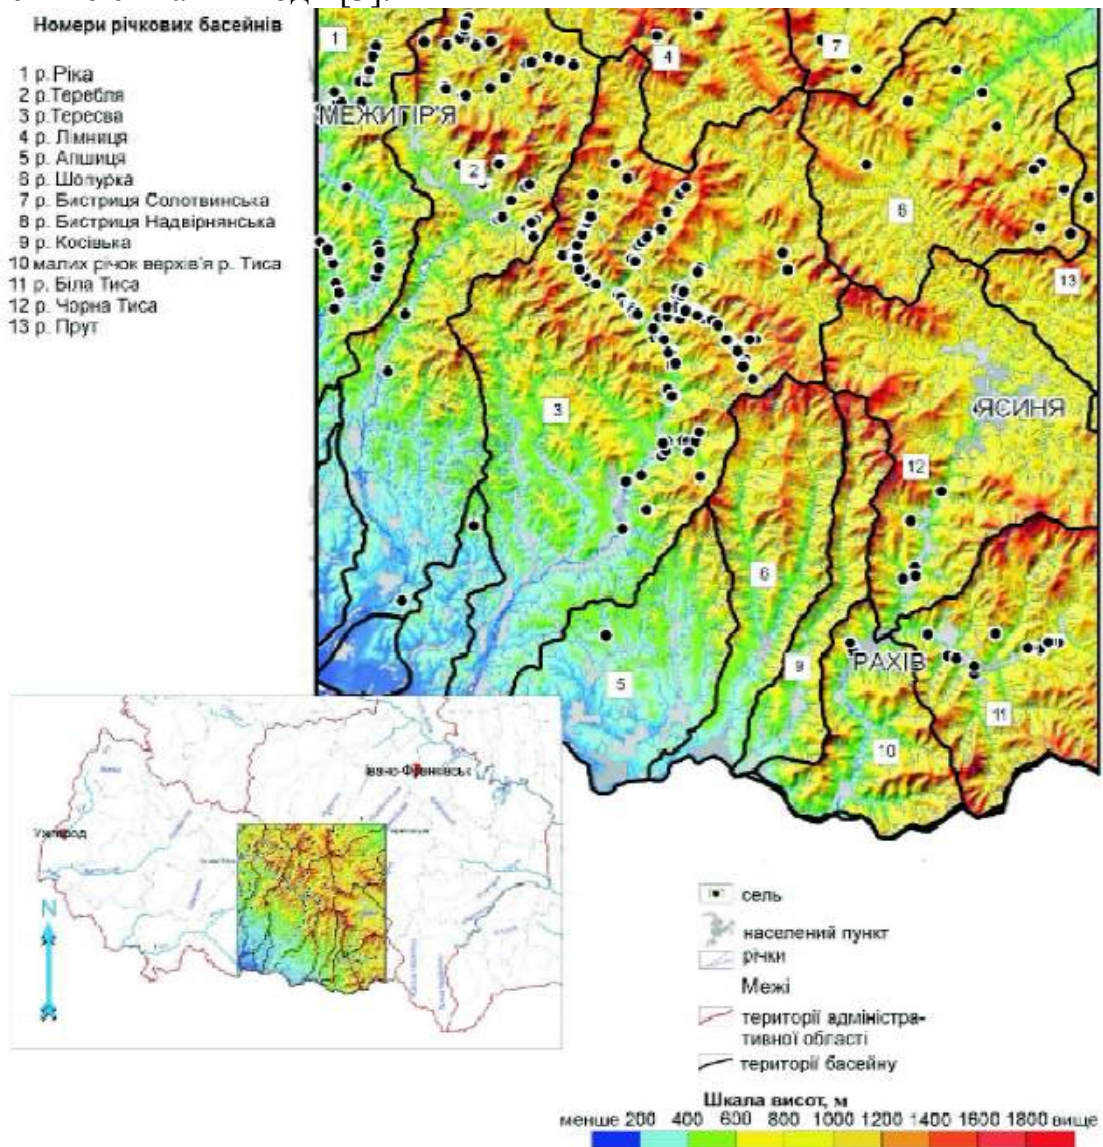 Номери річкових басейнів
1 р. Ріка
2 р.Теребля
3 р.Тересва
4 р. Лімниця
5 р. Апшиця
6 р. Шопурка
7 р. Бистриця Солотвинська
8 р. Бистриця Надвірнянська
9 р. Косівька
10 малих річок верхів'я р. Тиса
11 р. Біла Тиса
12 р. Чорна Тиса
13 р. Прут
1
7
4
МЕЖИГІР'Я
2
8
13
3
ЯСИНЯ
12
6
РАХІВ
9
5
11
10
Івано-Франківськ
Ужгород
N
сель
населений пункт
річки
Межі
території адміністра-
тивної області
території басейну
Шкала висот, м
менше 200 400 600 800 1000 1200 1400 1600 1800 вище